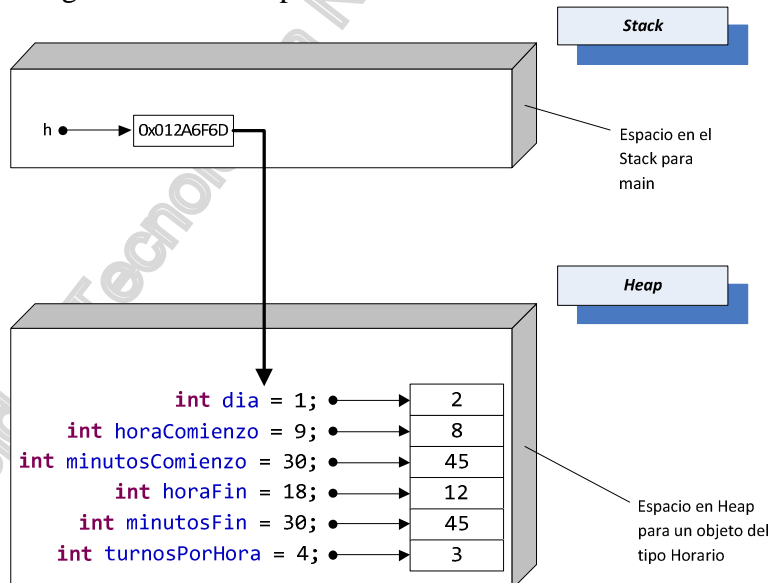 Stack
h
0x012A6F6D
Espacio en el
Stack para
main
Heap
int dia = 1;
2
int horaComienzo = 9;
8
int minutosComienzo = 30;
45
int horaFin = 18;
12
int minutosFin = 30;
45
int turnosPorHora = 4;
3
Espacio en Heap
para un objeto del
tipo Horario